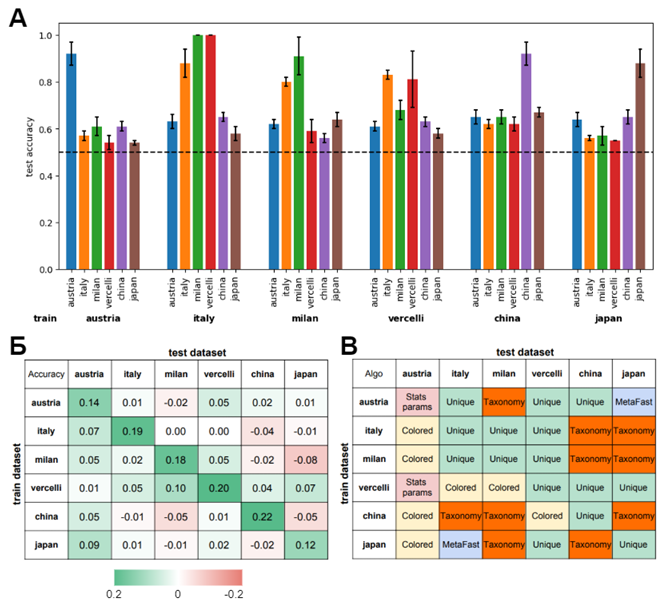 А
test accuracy
1.0
0.8
0.6
0.4
0.2
0.0
austria italy milan vercelli china japan
austria italy milan vercelli china japan
austria italy milan vercelli china japan
austria italy milan vercelli china japan
austria italy milan vercelli china japan
austria italy milan vercelli china japan
train austria italy milan vercelli china japan
Б
test dataset
train dataset
Accuracy austria italy milan vercelli china japan
austria 0.14 0.01 -0.02 0.05 0.02 0.01
italy 0.07 0.19 0.00 0.00 -0.04 -0.01
milan 0.05 0.02 0.18 0.05 -0.02 -0.08
vercelli 0.01 0.05 0.10 0.20 0.04 0.07
china 0.05 -0.01 -0.05 0.01 0.22 -0.05
japan 0.09 0.01 -0.01 0.02 -0.02 0.12
0.2 0 -0.2
В
test dataset
train dataset
Algo austria italy milan vercelli china japan
austria Stats params Unique Taxonomy Unique Unique MetaFast
italy Colored Unique Unique Unique Taxonomy Taxonomy
milan Colored Unique Unique Unique Taxonomy Taxonomy
vercelli Stats params Colored Colored Unique Unique Unique
china Colored Taxonomy Taxonomy Colored Unique Taxonomy
japan Colored MetaFast Taxonomy Unique Taxonomy Unique